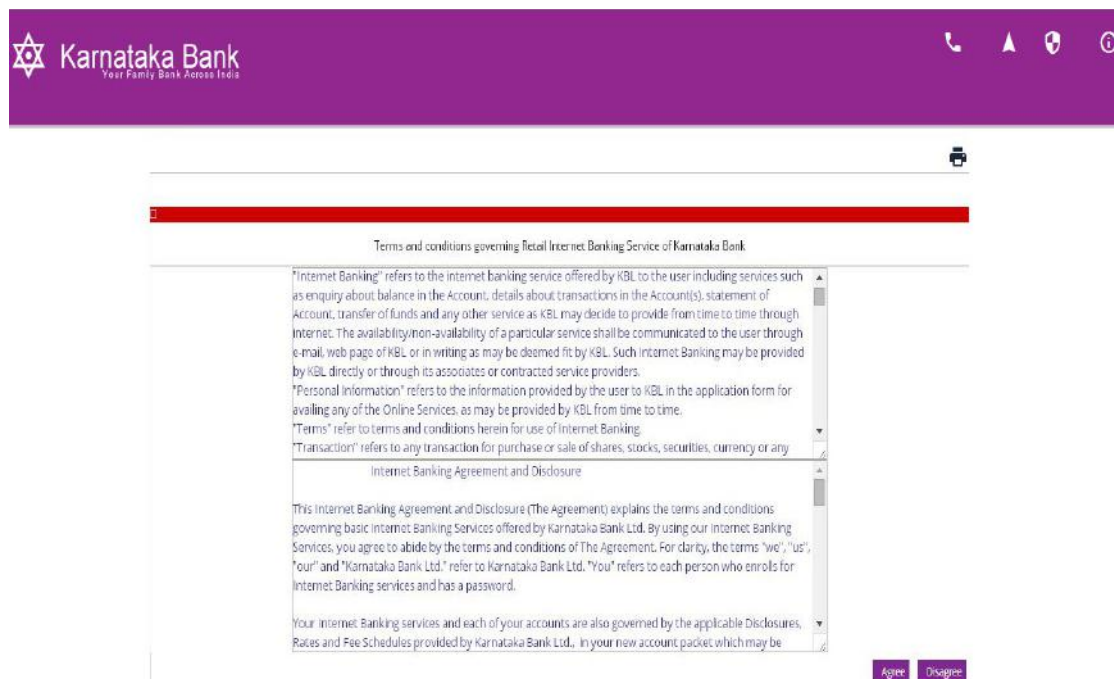 Karnataka Bank
Your Family Bank Across India
Terms and conditions governing Retail Internet Banking Service of Karnataka Bank
"Internet Banking" refers to the internet banking service offered by KBL to the user including services such
as enquiry about balance in the Account, details about transactions in the Account(s), statement of
Account, transfer of funds and any other service as KBL may decide to provide from time to time through
internet. The availability/non-availability of a particular service shall be communicated to the user through
e-mail, web page of KBL or in writing as may be deemed fit by KBL. Such Internet Banking may be provided
by KBL directly or through its associates or contracted service providers.
"Personal Information" refers to the information provided by the user to KBL in the application form for
availing any of the Online Services, as may be provided by KBL from time to time.
"Terms" refer to terms and conditions herein for use of Internet Banking.
"Transaction" refers to any transaction for purchase or sale of shares, stocks, securities, currency or any
Internet Banking Agreement and Disclosure
This Internet Banking Agreement and Disclosure (The Agreement) explains the terms and conditions
governing basic Internet Banking Services offered by Karnataka Bank Ltd. By using our Internet Banking
Services, you agree to abide by the terms and conditions of The Agreement. For clarity, the terms "we", "us",
"our" and "Karnataka Bank Ltd." refer to Karnataka Bank Ltd. "You" refers to each person who enrolls for
Internet Banking services and has a password.
Your Internet Banking services and each of your accounts are also governed by the applicable Disclosures,
Rates and Fee Schedules provided by Karnataka Bank Ltd., in your new account packet which may be
Agree Disagree